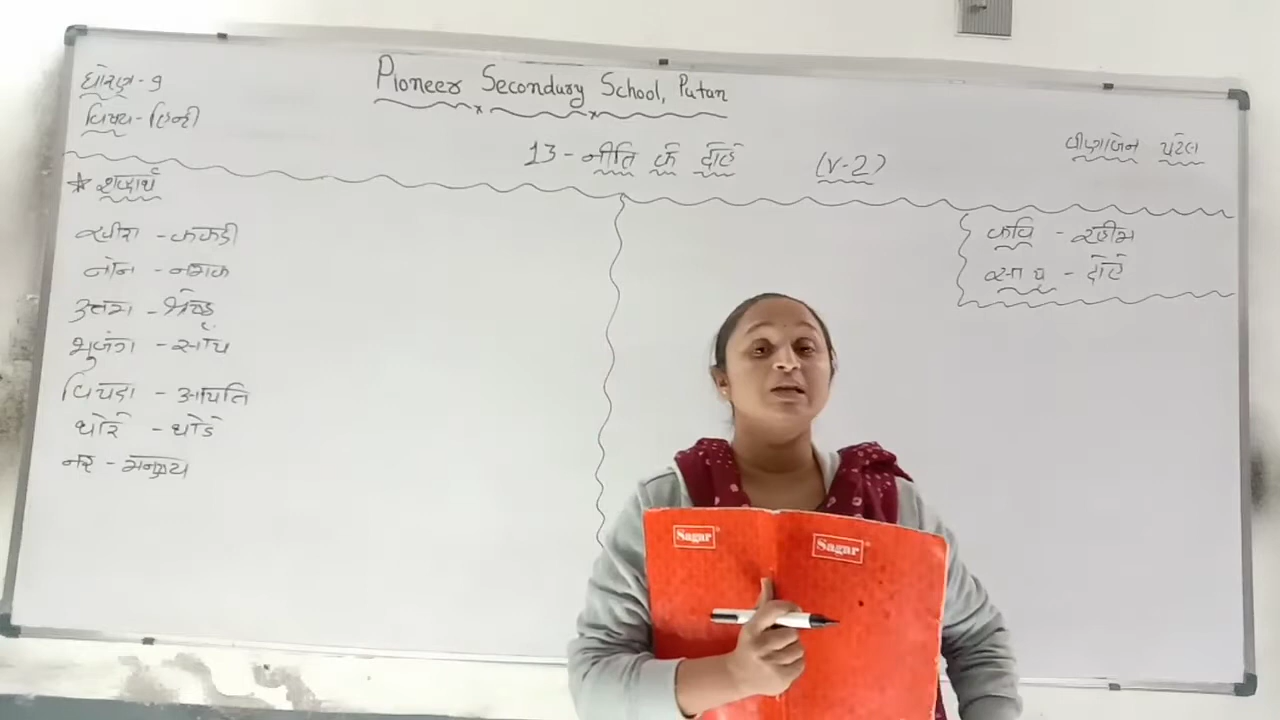 Pioneer Secondary School, Patan
धोरण - 9
विषय - हिन्दी
13 - नीति के दोहे (V-2)
पटेल
★ शब्दार्थ
खीरा - ककडी
नोन - नमक
उत्तम - श्रेष्ठ
भुजंग - साँप
विपदा - आपति
थोरे - थोडे
नर - मनुष्य
कवि - रहीम
काव्य - दोहे
Sagar
Sagar